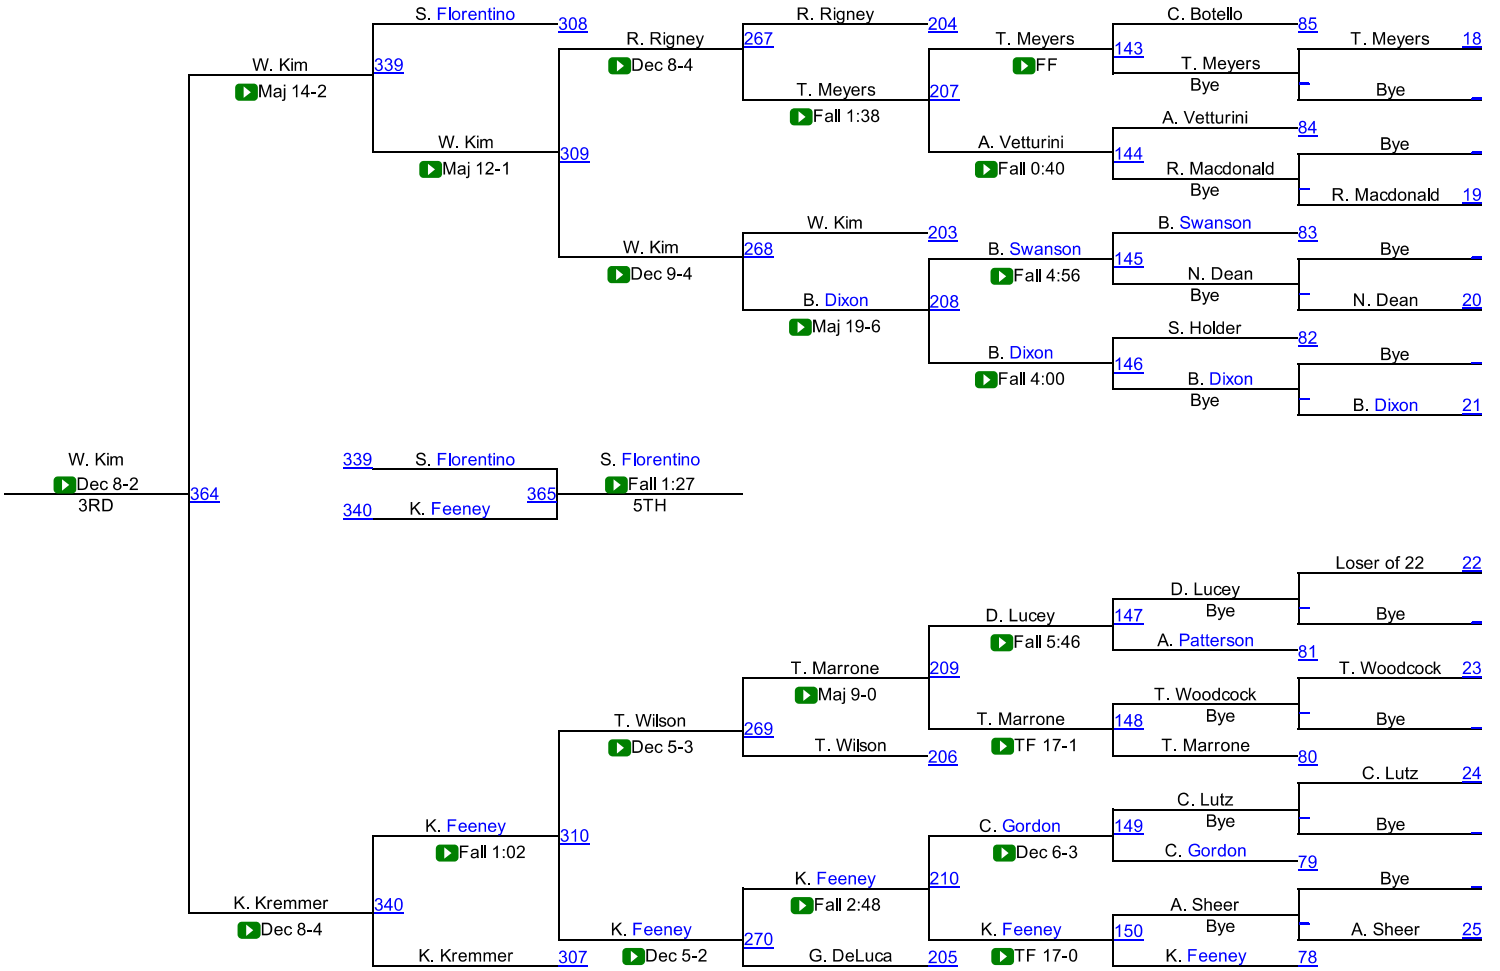 S. Florentino
308
R. Rigney
204
C. Botello
85
R. Rigney
267
T. Meyers
143
T. Meyers
18
W. Kim
339
Dec 8-4
FF
T. Meyers
Maj 14-2
T. Meyers
207
Bye
Bye
Fall 1:38
A. Vetturini
84
W. Kim
309
A. Vetturini
144
Bye
Maj 12-1
Fall 0:40
R. Macdonald
Bye
R. Macdonald
19
W. Kim
203
B. Swanson
83
W. Kim
268
B. Swanson
145
Bye
Dec 9-4
Fall 4:56
N. Dean
B. Dixon
208
Bye
N. Dean
20
Maj 19-6
S. Holder
82
B. Dixon
146
Bye
Fall 4:00
B. Dixon
Bye
B. Dixon
21
W. Kim
339
S. Florentino
S. Florentino
Dec 8-2
Fall 1:27
364
365
3RD
340
K. Feeney
5TH
Loser of 22
22
D. Lucey
D. Lucey
147
Bye
Bye
Fall 5:46
A. Patterson
81
T. Marrone
209
T. Woodcock
23
Maj 9-0
T. Woodcock
T. Wilson
269
T. Marrone
148
Bye
Bye
Dec 5-3
T. Wilson
206
TF 17-1
T. Marrone
80
C. Lutz
24
C. Lutz
K. Feeney
310
C. Gordon
149
Bye
Bye
Fall 1:02
Dec 6-3
C. Gordon
79
K. Feeney
210
Bye
K. Kremmer
340
Fall 2:48
A. Sheer
Dec 8-4
K. Feeney
270
K. Feeney
150
Bye
A. Sheer
25
K. Kremmer
307
Dec 5-2
G. DeLuca
205
TF 17-0
K. Feeney
78